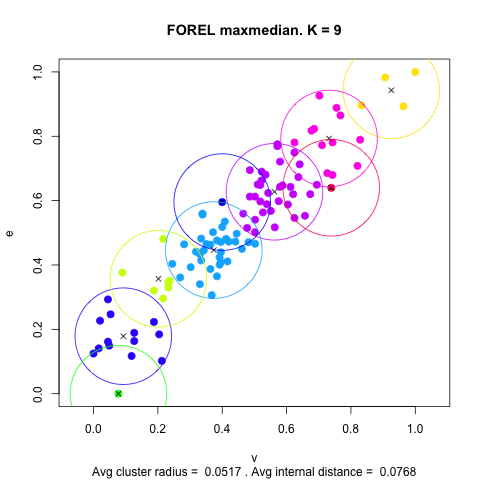 FOREL maxmedian. K = 9
e
1.0
0.8
0.6
0.4
0.2
0.0
0.0 0.2 0.4 0.6 0.8 1.0
v
Avg cluster radius = 0.0517 . Avg internal distance = 0.0768